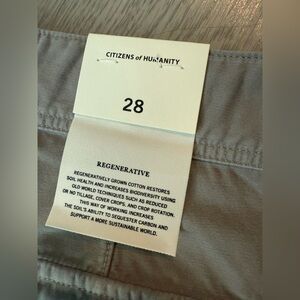 CITIZENS of HUMANITY
28
REGENERATIVE
REGENERATIVELY GROWN COTTON RESTORES
SOIL HEALTH AND INCREASES BIODIVERSITY USING
OLD WORLD TECHNIQUES SUCH AS REDUCED
OR NO TILLAGE, COVER CROPS, AND CROP ROTATION.
THIS WAY OF WORKING INCREASES
THE SOIL'S ABILITY TO SEQUESTER CARBON AND
SUPPORT A MORE SUSTAINABLE WORLD.